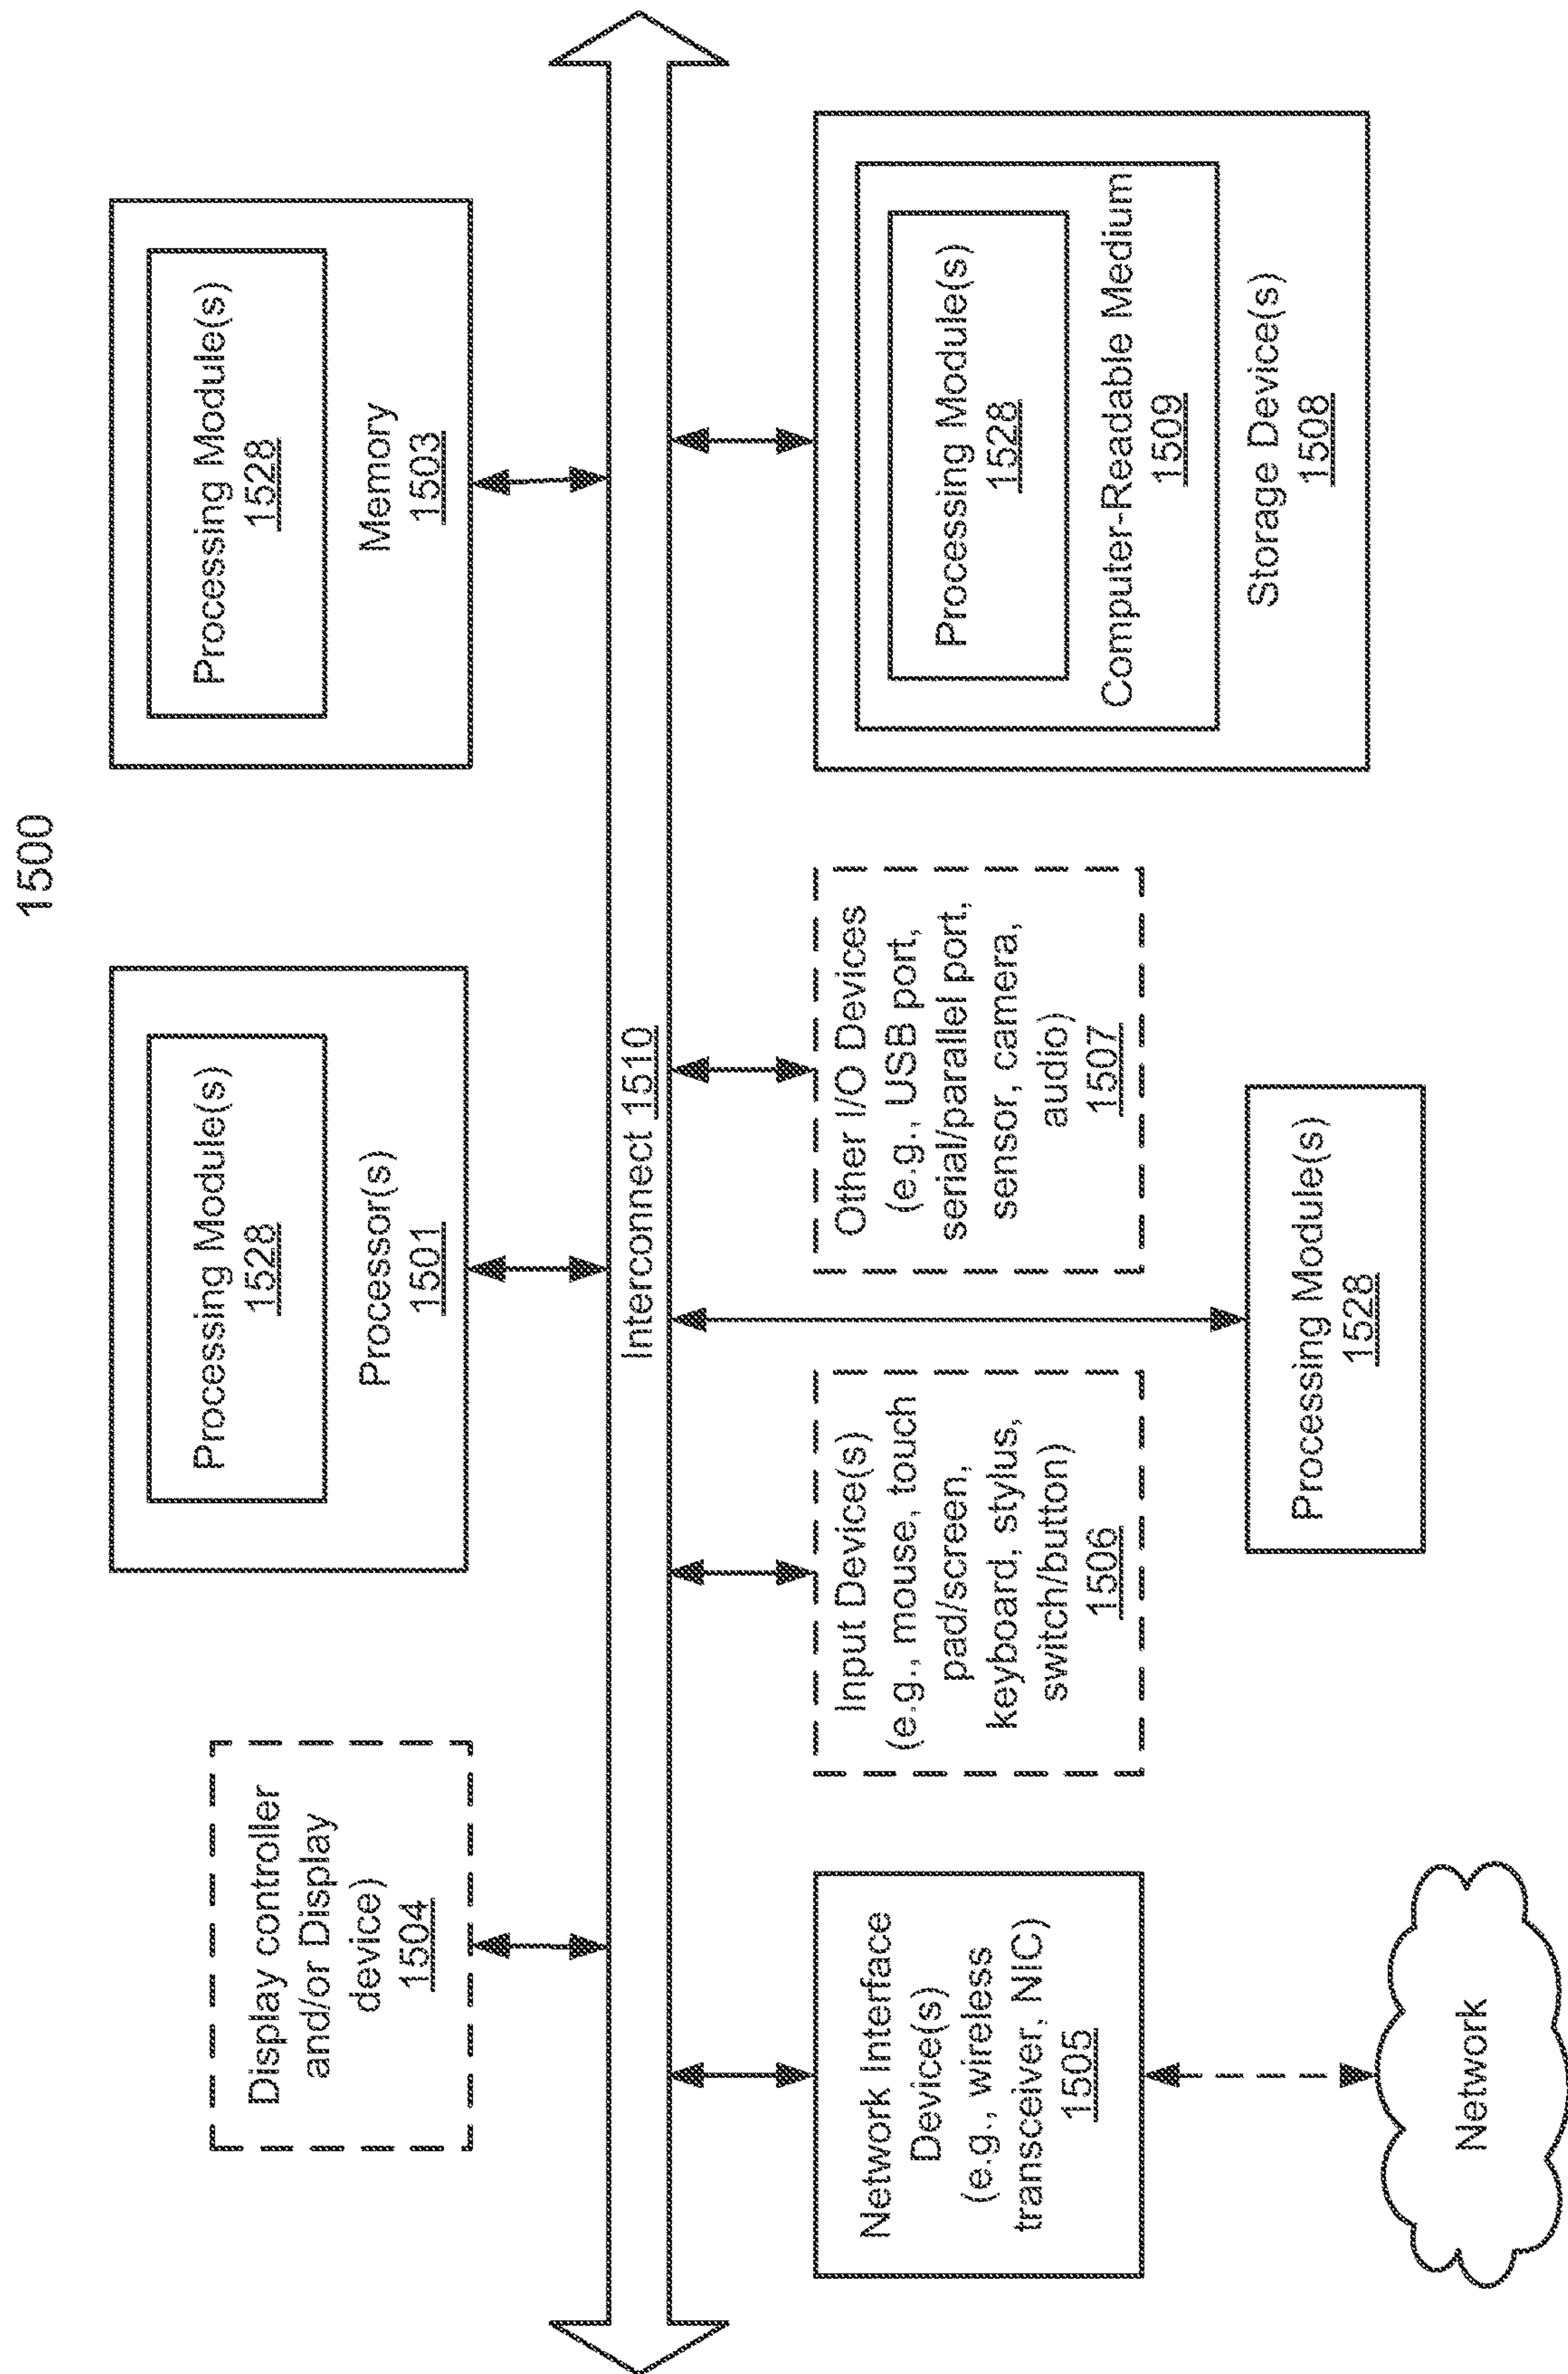 1500
Display controller
and/or Display
device)
1504
Processing Module(s)
1528
Processor(s)
1501
Processing Module(s)
1528
Memory
1503
Interconnect 1510
Network Interface
Device(s)
(e.g., wireless
transceiver, NIC)
1505
Input Device(s)
(e.g., mouse, touch
pad/screen,
keyboard, stylus,
switch/button)
1506
Other I/O Devices
(e.g., USB port,
serial/parallel port,
sensor, camera,
audio)
1507
Processing Module(s)
1528
Computer-Readable Medium
1509
Storage Device(s)
1508
Processing Module(s)
1528
Network